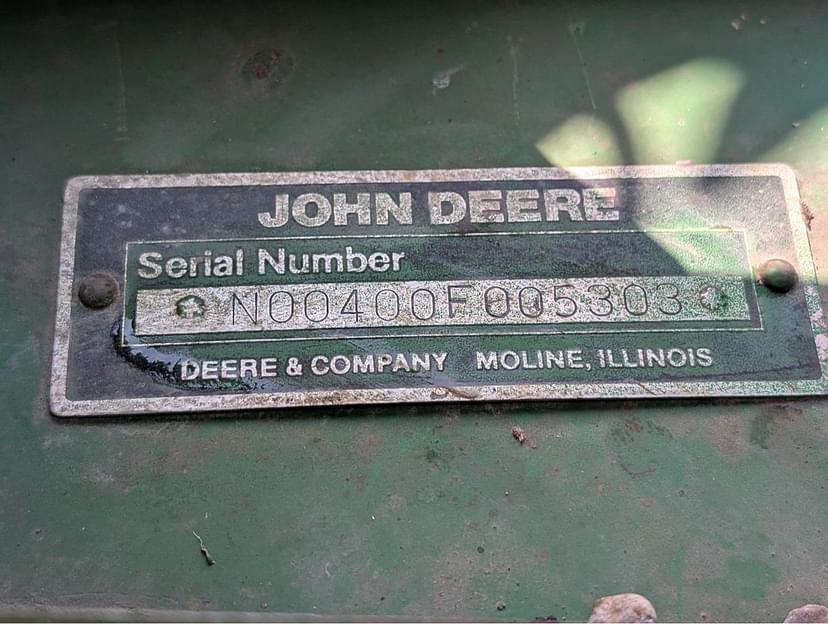 JOHN DEERE
Serial Number
N00400F005303
DEERE & COMPANY MOLINE, ILLINOIS